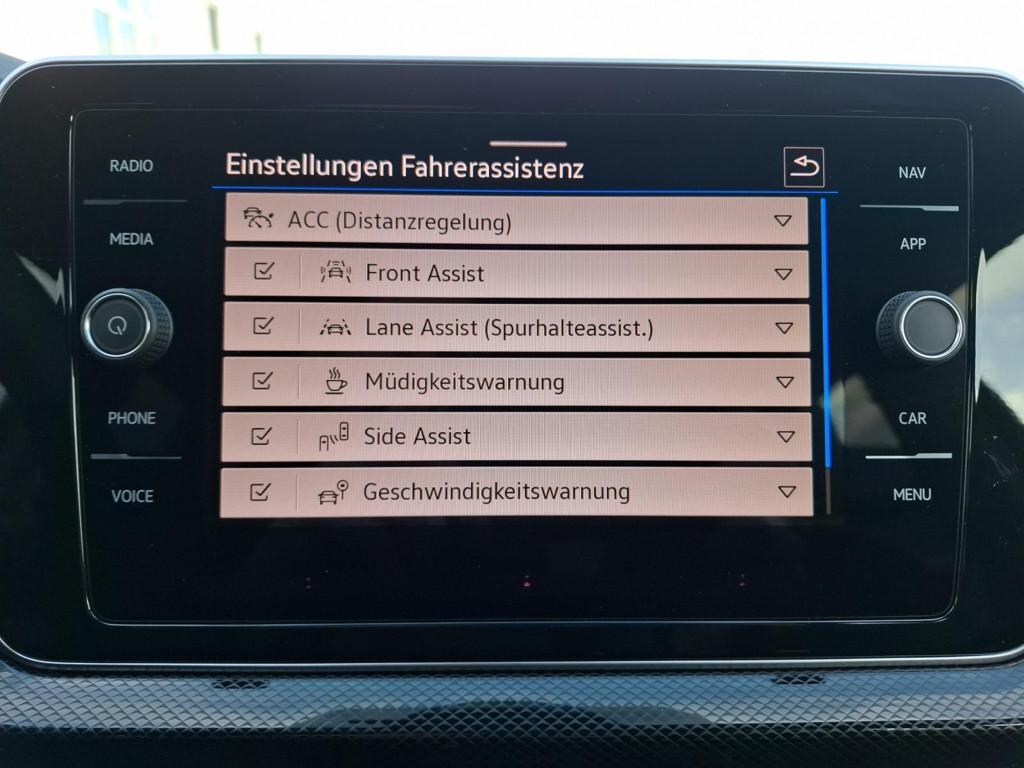 Einstellungen Fahrerassistenz
RADIO
NAV
ACC (Distanzregelung)
MEDIA
APP
Front Assist
Lane Assist (Spurhalteassist.)
Müdigkeitswarnung
PHONE
CAR
Side Assist
VOICE
MENU
Geschwindigkeitswarnung